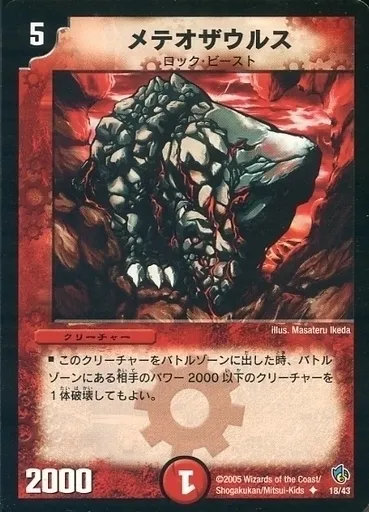 5
メテオザウルス
ロック・ビースト
illus. Masateru Ikeda
クリーチャー
■ このクリーチャーをバトルゾーンに出した時、バトル
ゾーンにある相手のパワー2000以下のクリーチャーを
1体破壊してもよい。
2000
1
©2005 Wizards of the Coast/
Shogakukan/Mitsui-Kids ◆ 18/43